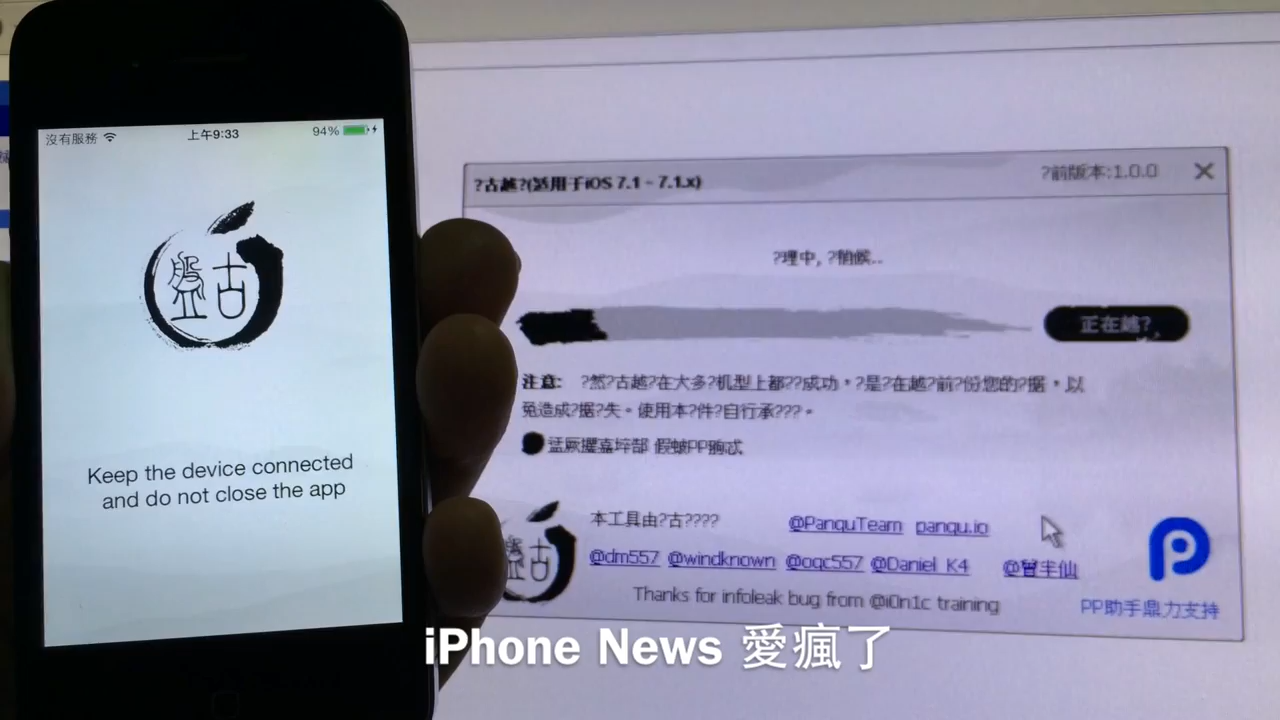 沒有服務
上午9:33
94%
盤古
Keep the device connected
and do not close the app
?古越?(适用于iOS 7.1 - 7.1.x)
?前版本:1.0.0
?理中, ?稍候...
正在越?
注意: ?然?古越?在大多?机型上都??成功，?是?在越?前?份您的?据，以
免造成?据?失。使用本?件?自行承???。
本工具由?古????
@PanguTeam pangu.io
@dm557 @windknown @ogc557 @Daniel_K4
Thanks for infoleak bug from @i0n1c training
PP助手鼎力支持
iPhone News 愛瘋了